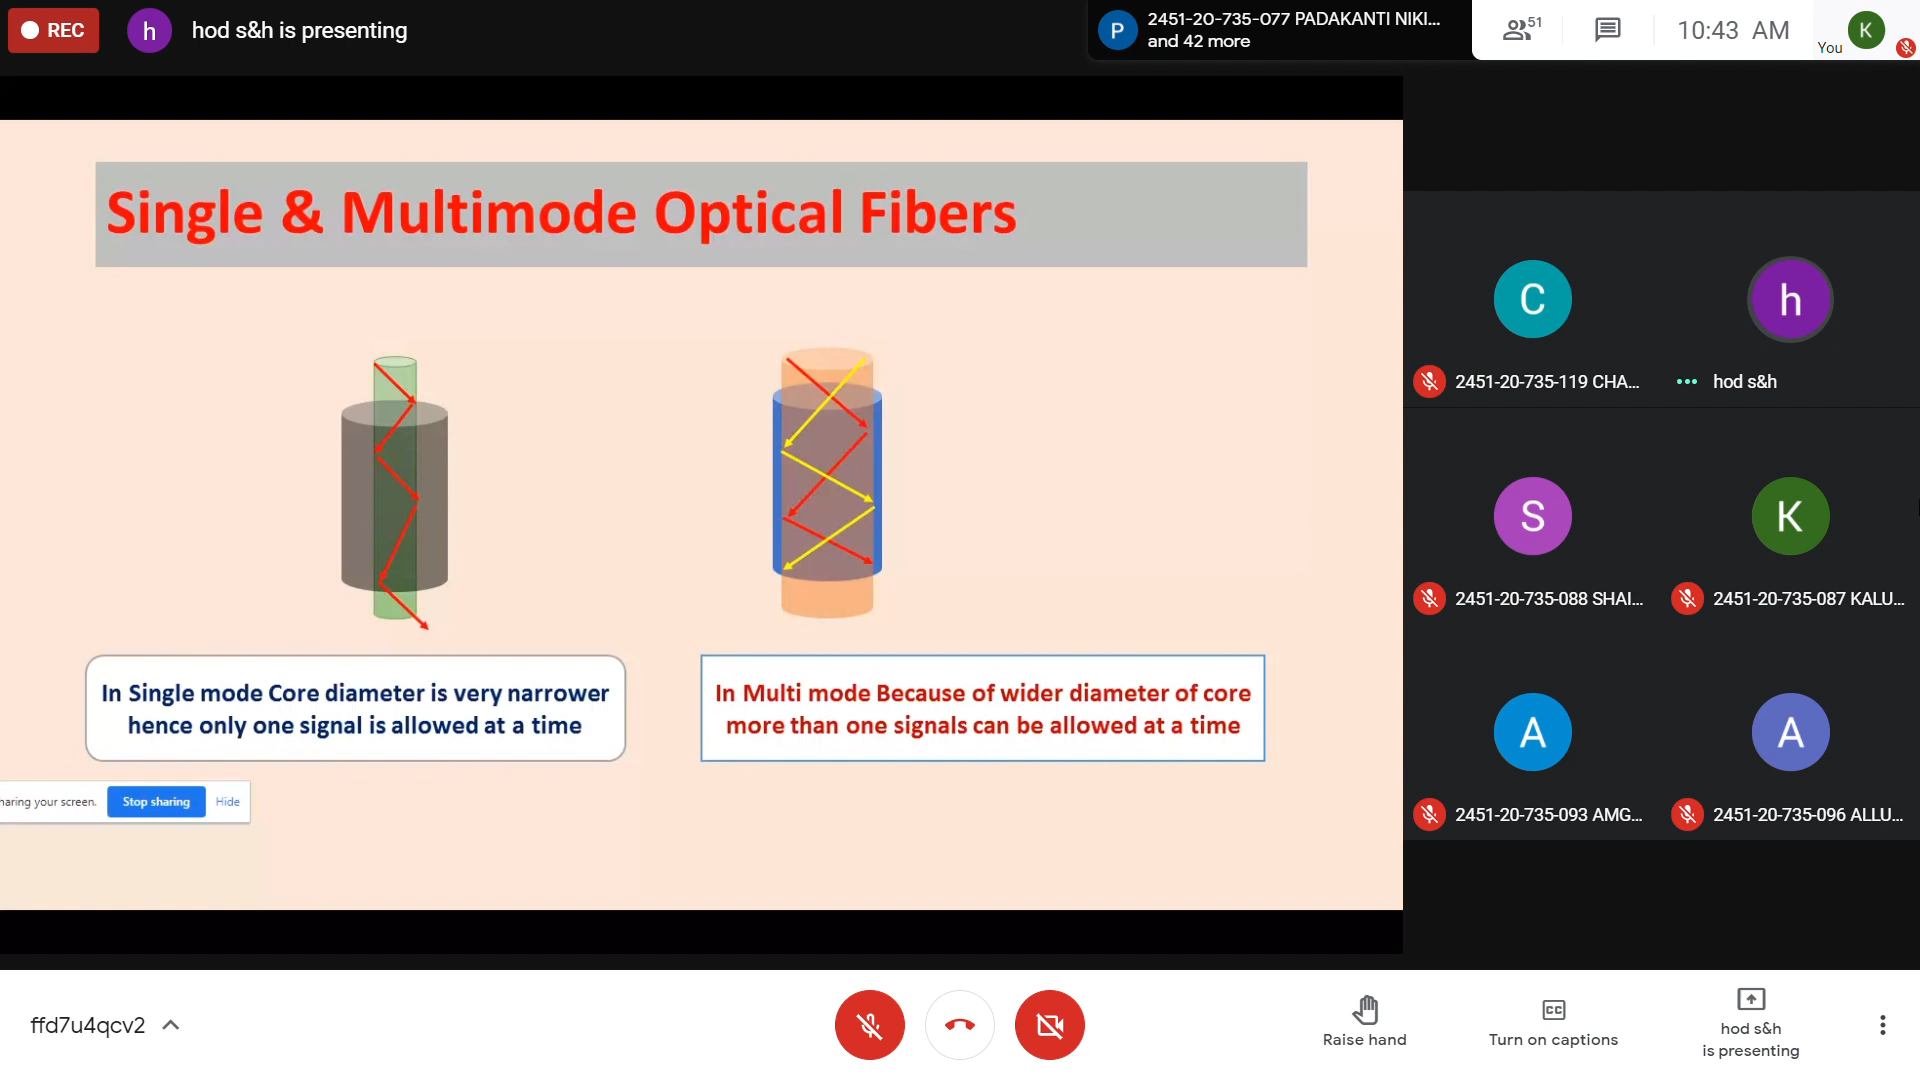 REC
h
hod s&h is presenting
P
2451-20-735-077 PADAKANTI NIKI...
and 42 more
51
10:43 AM
You
K
Single & Multimode Optical Fibers
In Single mode Core diameter is very narrower
hence only one signal is allowed at a time
In Multi mode Because of wider diameter of core
more than one signals can be allowed at a time
haring your screen.
Stop sharing
Hide
C
2451-20-735-119 CHA...
h
hod s&h
S
2451-20-735-088 SHAI...
K
2451-20-735-087 KALU...
A
2451-20-735-093 AMG...
A
2451-20-735-096 ALLU...
ffd7u4qcv2
Raise hand
CC
Turn on captions
hod s&h
is presenting